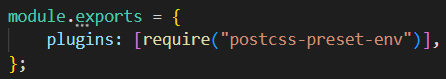 module.exports = {
    plugins: [require("postcss-preset-env")],
};